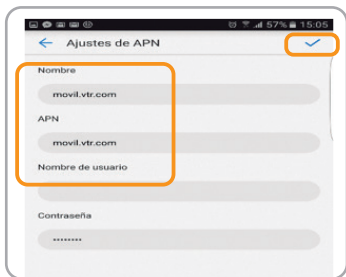 57% 15:05
Ajustes de APN
Nombre
movil.vtr.com
APN
movil.vtr.com
Nombre de usuario
Contraseña
••••••••